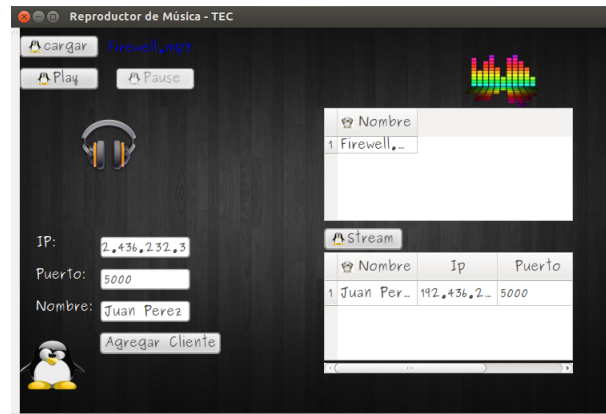 Reproductor de Música - TEC
cargar Firewell.mp3
Play Pause
Nombre
1 Firewell,…
IP: 2.436.232.3
Stream
Puerto: 5000
Nombre Ip Puerto
Nombre: Juan Perez
1 Juan Per… 192.436.2… 5000
Agregar Cliente